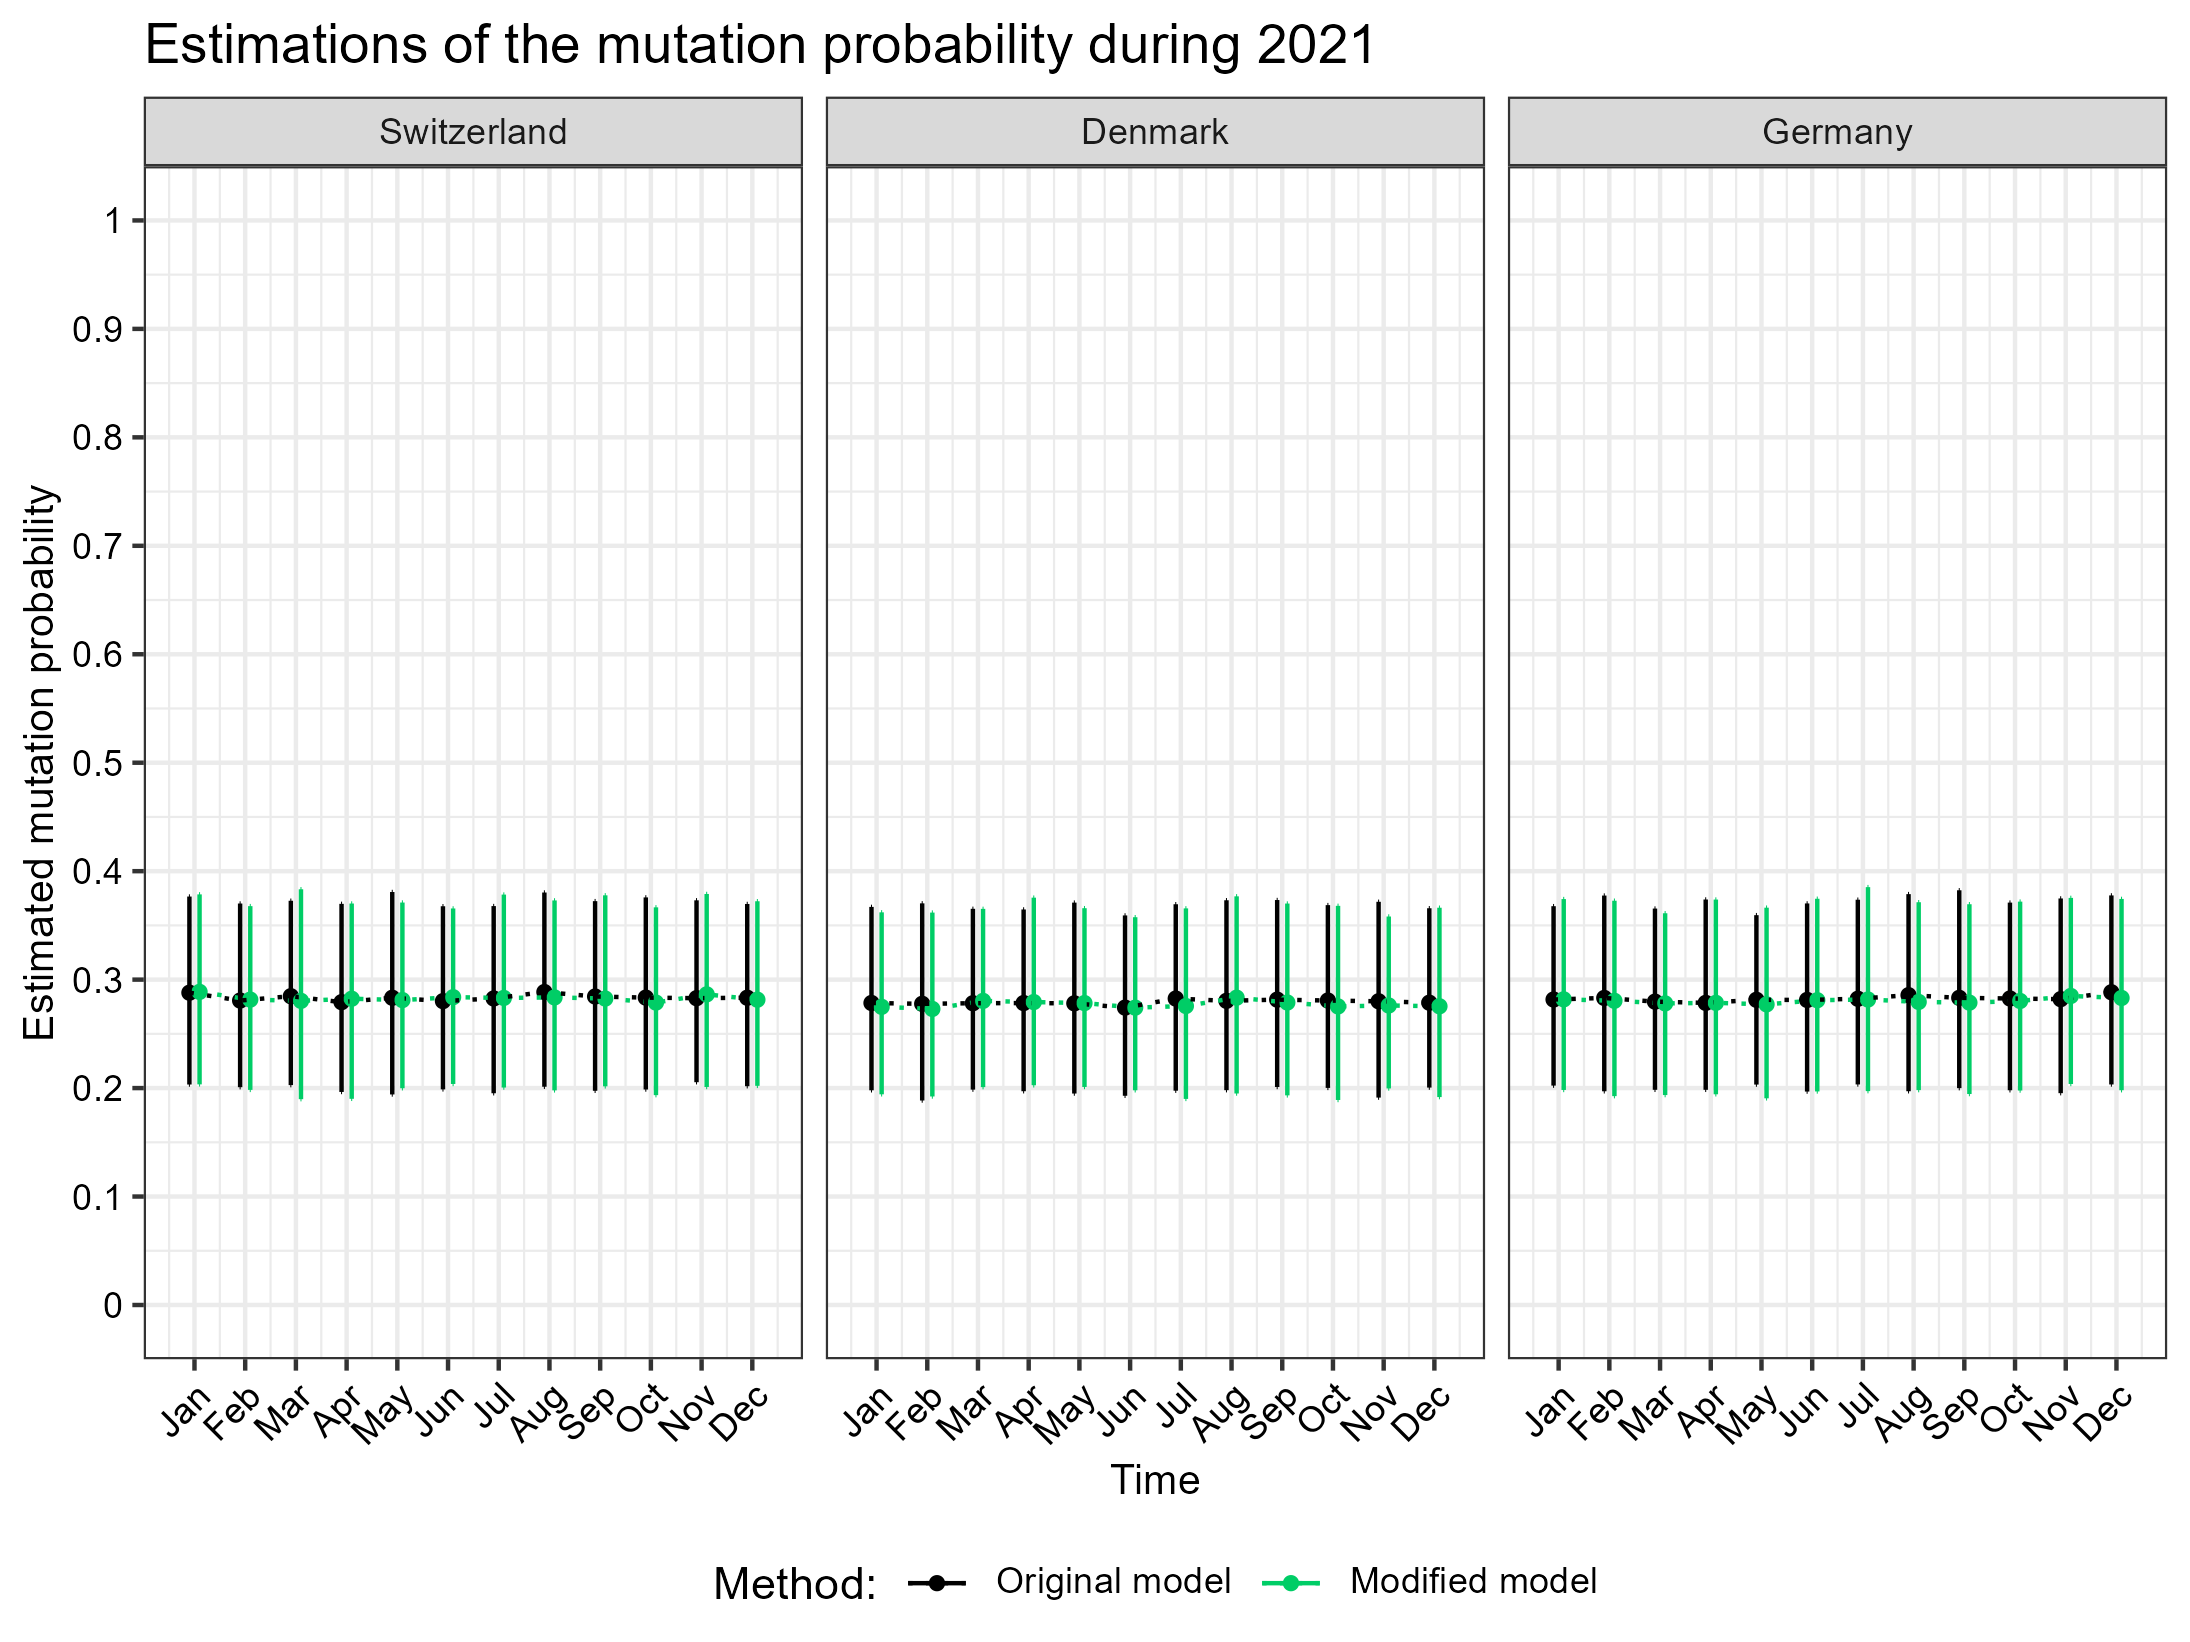 Estimations of the mutation probability during 2021
Switzerland
Denmark
Germany
Estimated mutation probability
1
0.9
0.8
0.7
0.6
0.5
0.4
0.3
0.2
0.1
0
Jan Feb Mar Apr May Jun Jul Aug Sep Oct Nov Dec
Jan Feb Mar Apr May Jun Jul Aug Sep Oct Nov Dec
Jan Feb Mar Apr May Jun Jul Aug Sep Oct Nov Dec
Time
Method: Original model Modified model